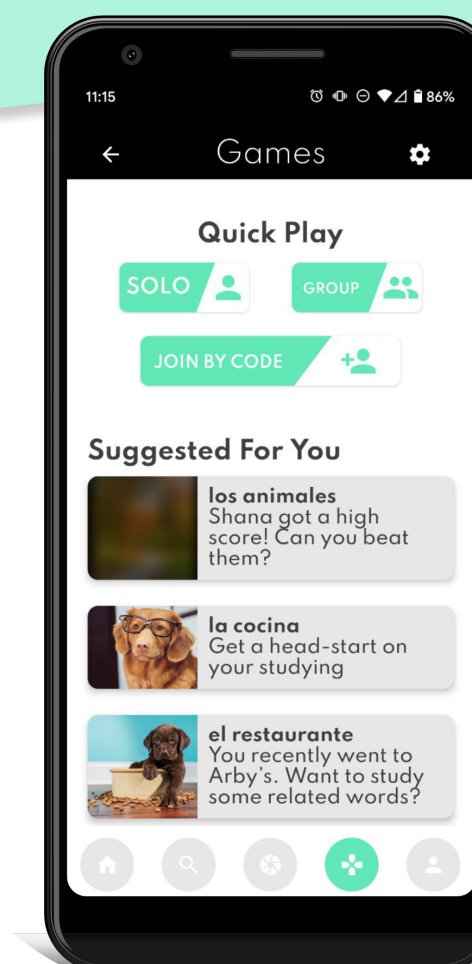 11:15
86%
Games
Quick Play
SOLO
GROUP
JOIN BY CODE
Suggested For You
los animales
Shana got a high
score! Can you beat
them?
la cocina
Get a head-start on
your studying
el restaurante
You recently went to
Arby's. Want to study
some related words?